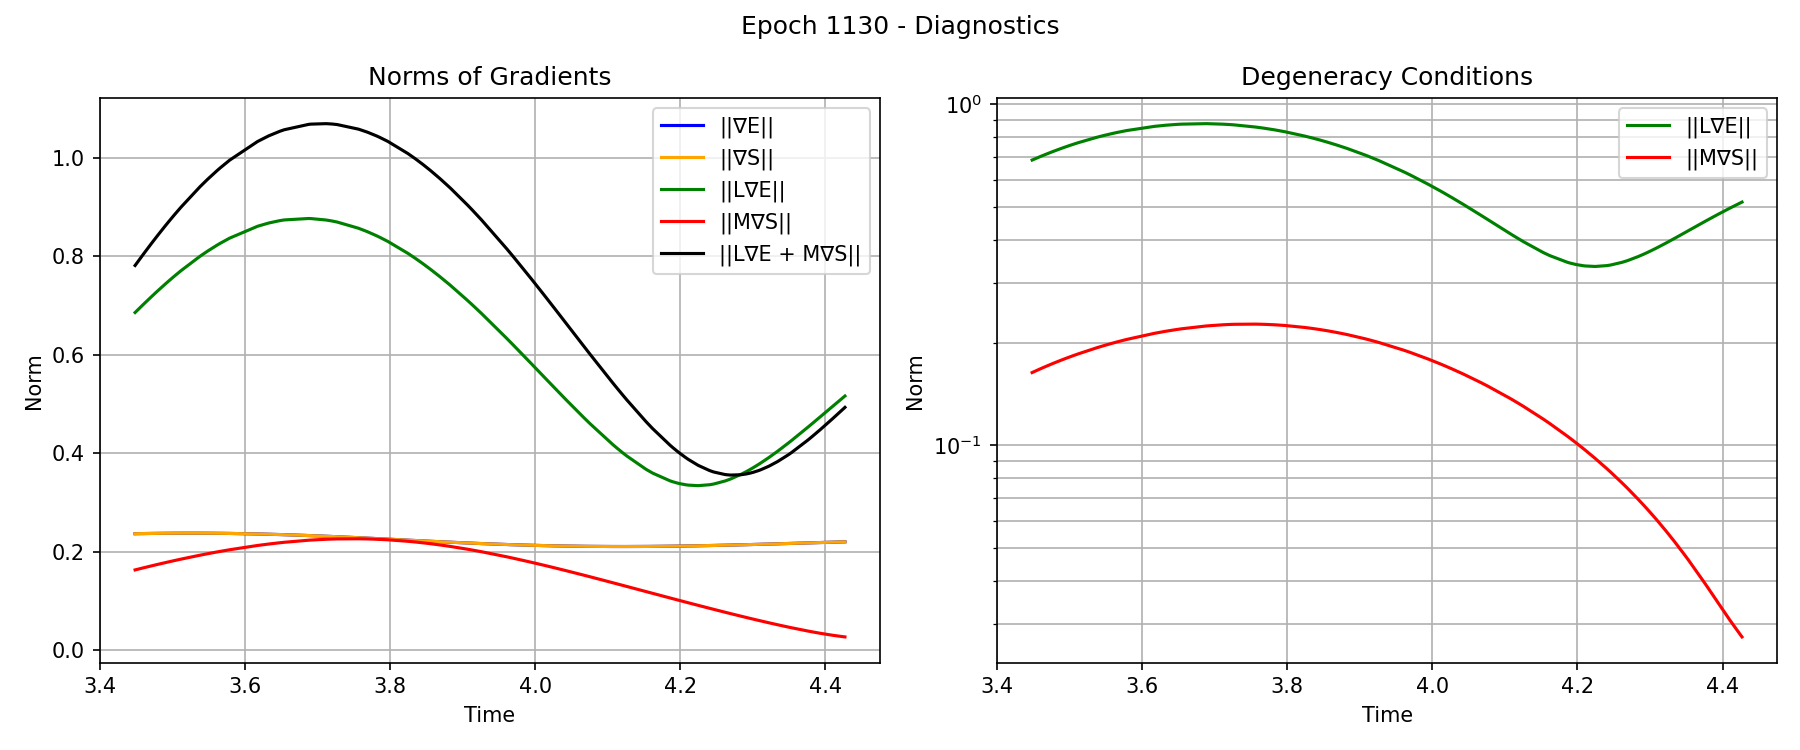 Epoch 1130 - Diagnostics
Norms of Gradients
||∇E||
||∇S||
||L∇E||
||M∇S||
||L∇E + M∇S||
Norm
1.0
0.8
0.6
0.4
0.2
0.0
3.4 3.6 3.8 4.0 4.2 4.4
Time
Degeneracy Conditions
||L∇E||
||M∇S||
Norm
10⁰
10⁻¹
3.4 3.6 3.8 4.0 4.2 4.4
Time